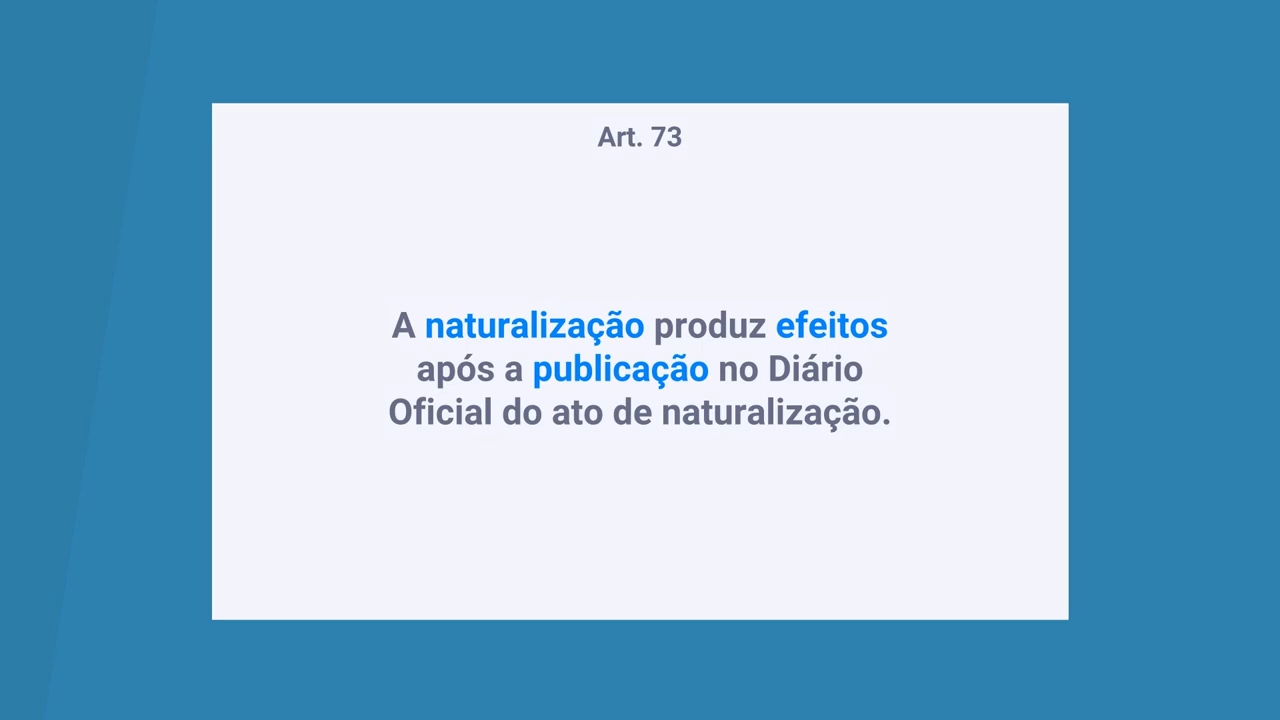 Art. 73
A naturalização produz efeitos
após a publicação no Diário
Oficial do ato de naturalização.